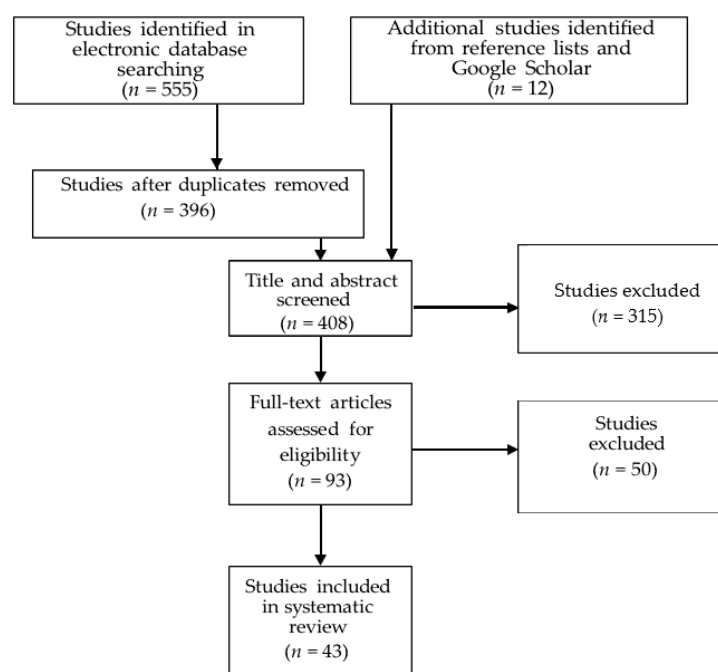 Studies identified in
electronic database
searching
(n = 555)
Additional studies identified
from reference lists and
Google Scholar
(n = 12)
Studies after duplicates removed
(n = 396)
Title and abstract
screened
(n = 408)
Studies excluded
(n = 315)
Full-text articles
assessed for
eligibility
(n = 93)
Studies
excluded
(n = 50)
Studies included
in systematic
review
(n = 43)